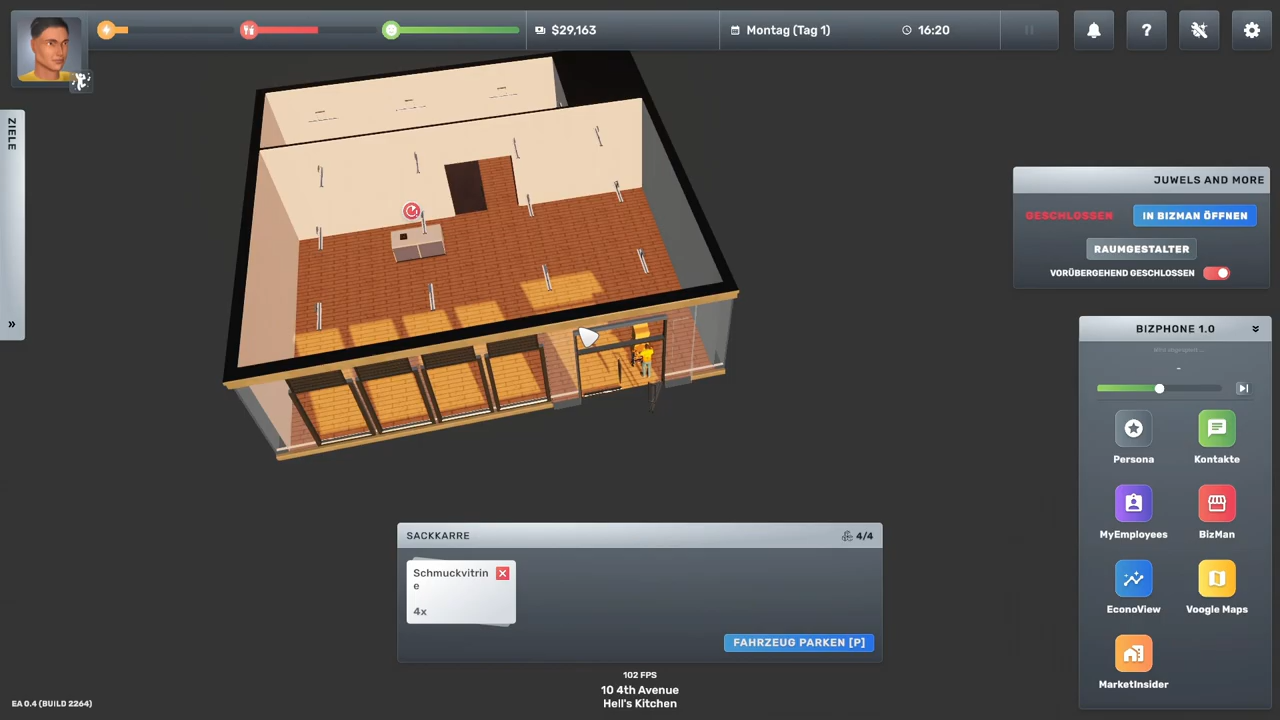 $29,163
Montag (Tag 1)
16:20
ZIELE
JUWELS AND MORE
GESCHLOSSEN
IN BIZMAN ÖFFNEN
RAUMGESTALTER
VORÜBERGEHEND GESCHLOSSEN
BIZPHONE 1.0
-
Persona
Kontakte
MyEmployees
BizMan
EconoView
Voogle Maps
MarketInsider
SACKKARRE
4/4
Schmuckvitrin
e
4x
FAHRZEUG PARKEN [P]
102 FPS
10 4th Avenue
Hell's Kitchen
EA 0.4 (BUILD 2264)